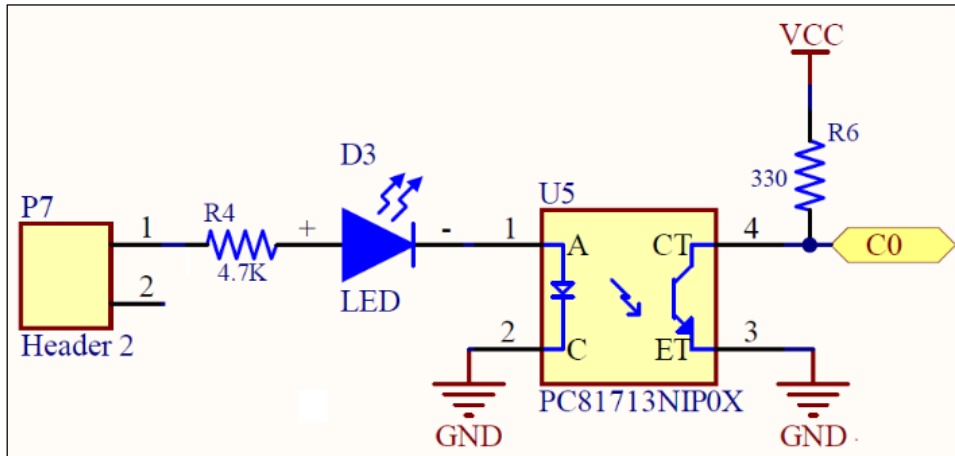 VCC
R6
330
D3
U5
P7
R4
1
+
-
1
A
CT
4
C0
4.7K
2
LED
Header 2
2
C
ET
3
PC81713NIP0X
GND
GND